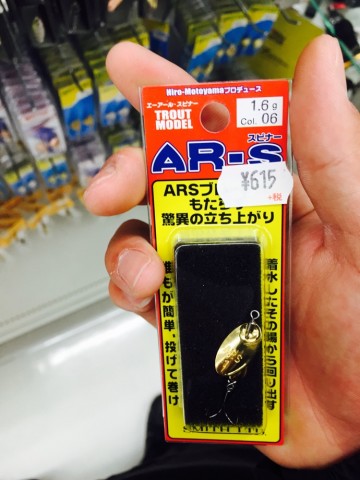 Hiro-Motoyamaプロデュース
エーアール・スピナー
TROUT
MODEL
1.6g
Col. 06
スピナー
AR-S
¥615
+税
ARSブ
もた
驚異の立ち上がり
着水したその場から回り出す
誰もが簡単，投げて巻け